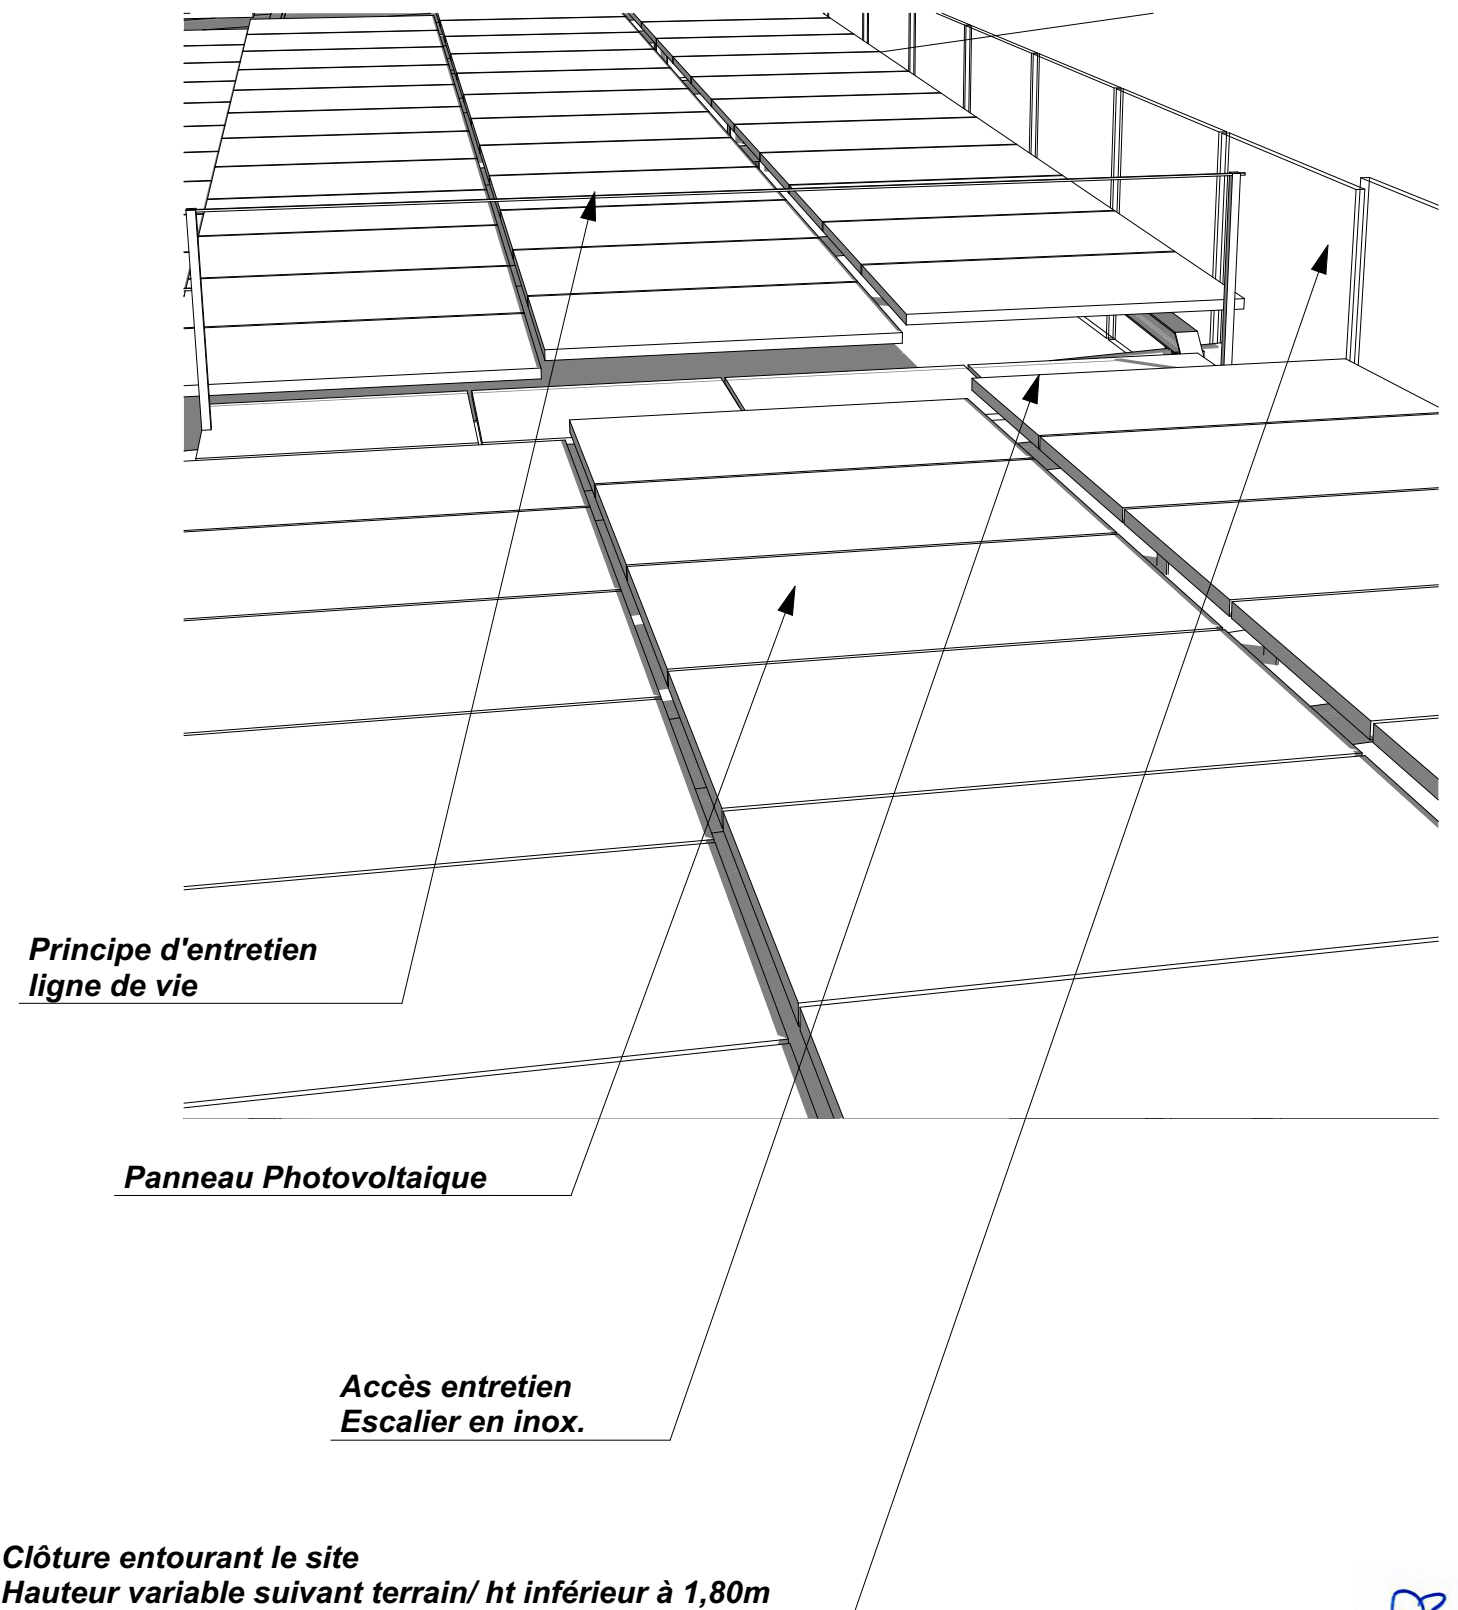 Principe d'entretien
ligne de vie
Panneau Photovoltaique
Accès entretien
Escalier en inox.
Clôture entourant le site
Hauteur variable suivant terrain/ ht inférieur à 1,80m